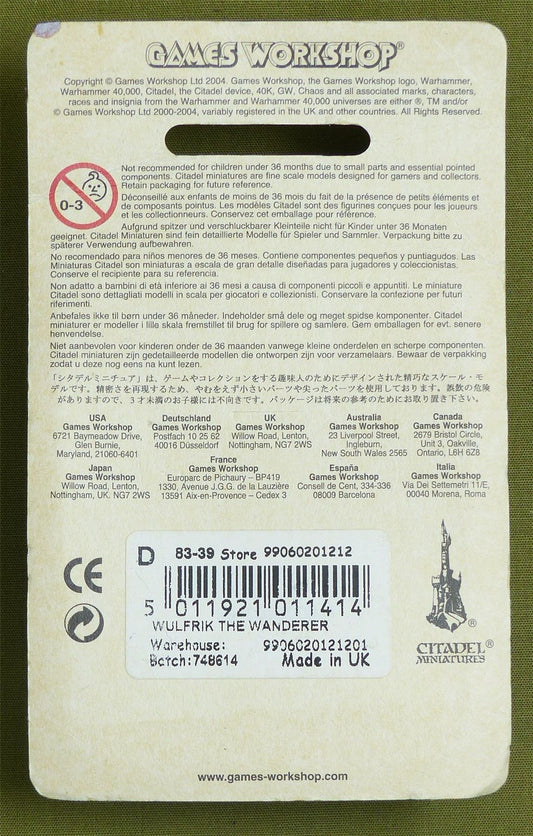 GAMES WORKSHOP®
Copyright © Games Workshop Ltd 2004. Games Workshop, the Games Workshop logo, Warhammer,
Warhammer 40,000, Citadel, the Citadel device, 40K, GW, Chaos and all associated marks, characters,
races and insignia from the Warhammer and Warhammer 40,000 universes are either ®, TM and/or
© Games Workshop Ltd 2000-2004, variably registered in the UK and other countries. All Rights Reserved.
0-3
Not recommended for children under 36 months due to small parts and essential pointed
components. Citadel miniatures are fine scale models designed for gamers and collectors.
Retain packaging for future reference.
Déconseillé aux enfants de moins de 36 mois du fait de la présence de petits éléments et
de composants pointus. Les modèles Citadel sont des figurines conçues pour les joueurs
et les collectionneurs. Conservez cet emballage pour référence.
Aufgrund spitzer und verschluckbarer Kleinteile nicht für Kinder unter 36 Monaten
geeignet. Citadel Miniaturen sind fein detaillierte Modelle für Spieler und Sammler. Verpackung bitte zu
späterer Verwendung aufbewahren.
No recomendado para niños menores de 36 meses. Contiene componentes pequeños y puntiagudos. Las
Miniaturas Citadel son miniaturas a escala de gran detalle diseñadas para jugadores y coleccionistas.
Conserve el recipiente para su referencia.
Non adatto a bambini di età inferiore ai 36 mesi a causa di componenti piccoli e appuntiti. Le miniature
Citadel sono dettagliati modelli in scala per giocatori e collezionisti. Conservare la confezione per futuri
riferimenti.
Anbefales ikke til børn under 36 måneder. Indeholder små dele og meget spidse komponenter. Citadel
miniaturer er modeller i lille skala fremstillet til brug for spillere og samlere. Gem emballagen for evt. senere
henvendelse.
Niet aanbevolen voor kinderen onder de 36 maanden vanwege kleine onderdelen en scherpe componenten.
Citadel miniaturen zijn gedetailleerde modellen die ontworpen zijn voor verzamelaars. Bewaar de verpakking
zodat u deze nog eens na kunt lezen.
「シタデルミニチュア」は、ゲームやコレクションをする趣味人のためにデザインされた精巧なスケール・モ
デルです。精密さを再現するため、やむをえず小さいパーツや尖ったパーツを使用しております。誤飲の危険
がありますので、３才未満のお子様には不向きです。パッケージは将来の参考のためにお取り置き下さい。
USA
Games Workshop
6721 Baymeadow Drive,
Glen Burnie,
Maryland, 21060-6401
Deutschland
Games Workshop
Postfach 10 25 62
40016 Düsseldorf
UK
Games Workshop
Willow Road, Lenton,
Nottingham, NG7 2WS
Australia
Games Workshop
23 Liverpool Street,
Ingleburn,
New South Wales 2565
Canada
Games Workshop
2679 Bristol Circle,
Unit 3, Oakville,
Ontario, L6H 6Z8
Japan
Games Workshop
Willow Road, Lenton,
Nottingham, UK. NG7 2WS
France
Games Workshop
Europarc de Pichaury – BP419
1330, Avenue J.G.G. de la Lauzière
13591 Aix-en-Provence – Cedex 3
España
Games Workshop
Consell de Cent, 334-336
08009 Barcelona
Italia
Games Workshop
Via Dei Settemetri 11/E,
00040 Morena, Roma
CE
D 83-39 Store 99060201212
5 011921 011414
WULFRIK THE WANDERER
Warehouse: 9906020121201
Batch:748614 Made in UK
®
CITADEL®
MINIATURES
www.games-workshop.com